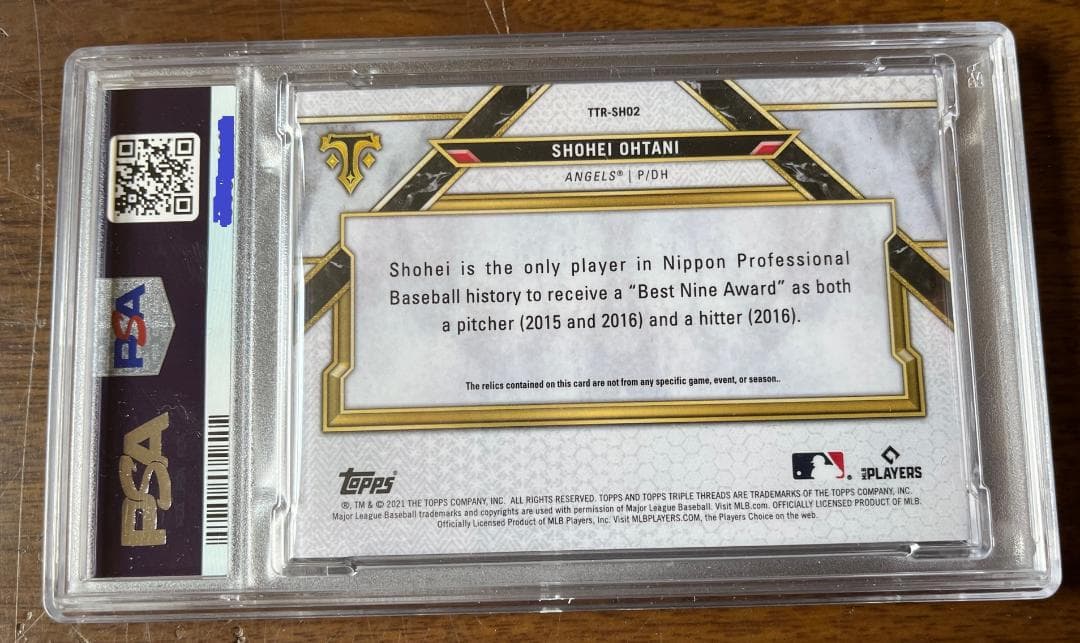 PSA
PSA
TTR-SHO2
SHOHEI OHTANI
ANGELS® | P/DH
Shohei is the only player in Nippon Professional
Baseball history to receive a "Best Nine Award" as both
a pitcher (2015 and 2016) and a hitter (2016).
The relics contained on this card are not from any specific game, event, or season..
Topps®
MLB PLAYERS
®, TM & © 2021 THE TOPPS COMPANY, INC. ALL RIGHTS RESERVED. TOPPS AND TOPPS TRIPLE THREADS ARE TRADEMARKS OF THE TOPPS COMPANY, INC.
Major League Baseball trademarks and copyrights are used with permission of Major League Baseball. Visit MLB.com. OFFICIALLY LICENSED PRODUCT OF MLB.
Officially Licensed Product of MLB Players, Inc. Visit MLBPLAYERS.COM, the Players Choice on the web.